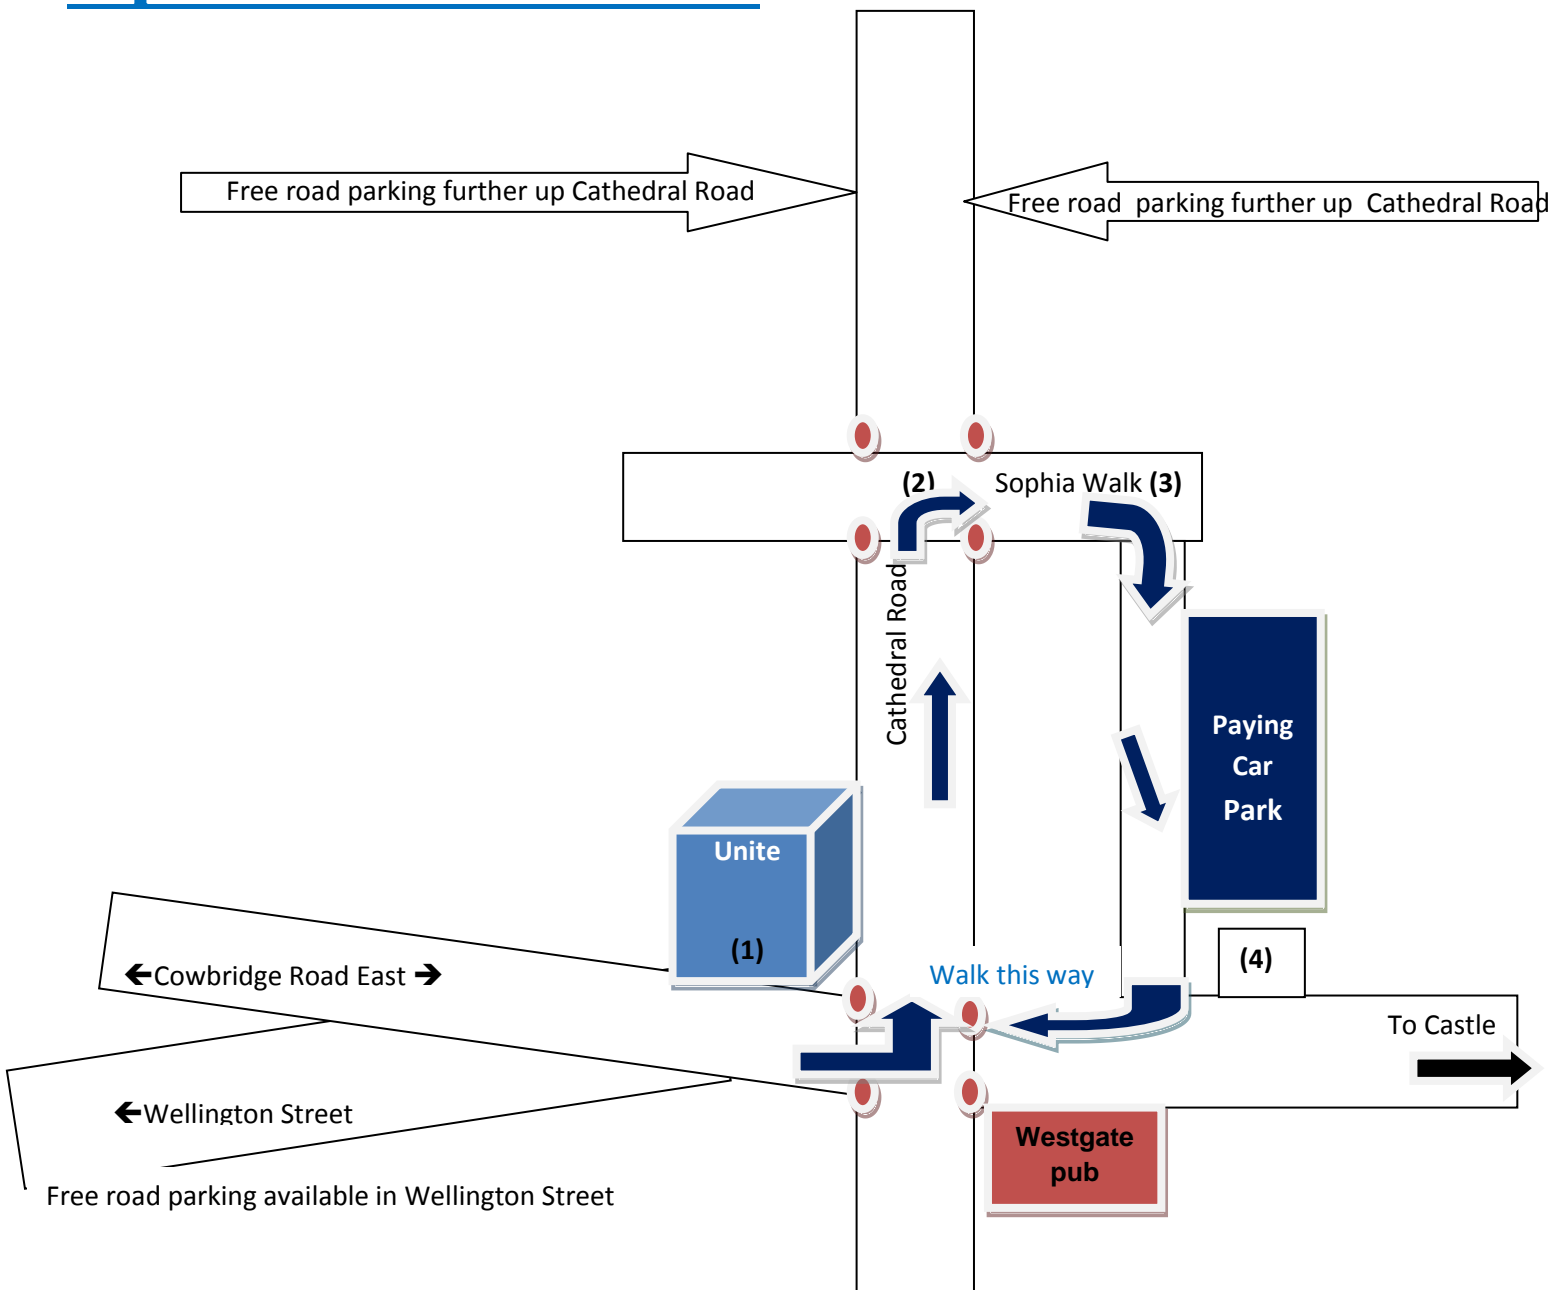 Free road parking further up Cathedral Road
Free road parking further up Cathedral Road
(2)
Sophia Walk (3)
Cathedral Road
Paying
Car
Park
Unite
(1)
(4)
←Cowbridge Road East →
Walk this way
To Castle
←Wellington Street
Westgate
pub
Free road parking available in Wellington Street